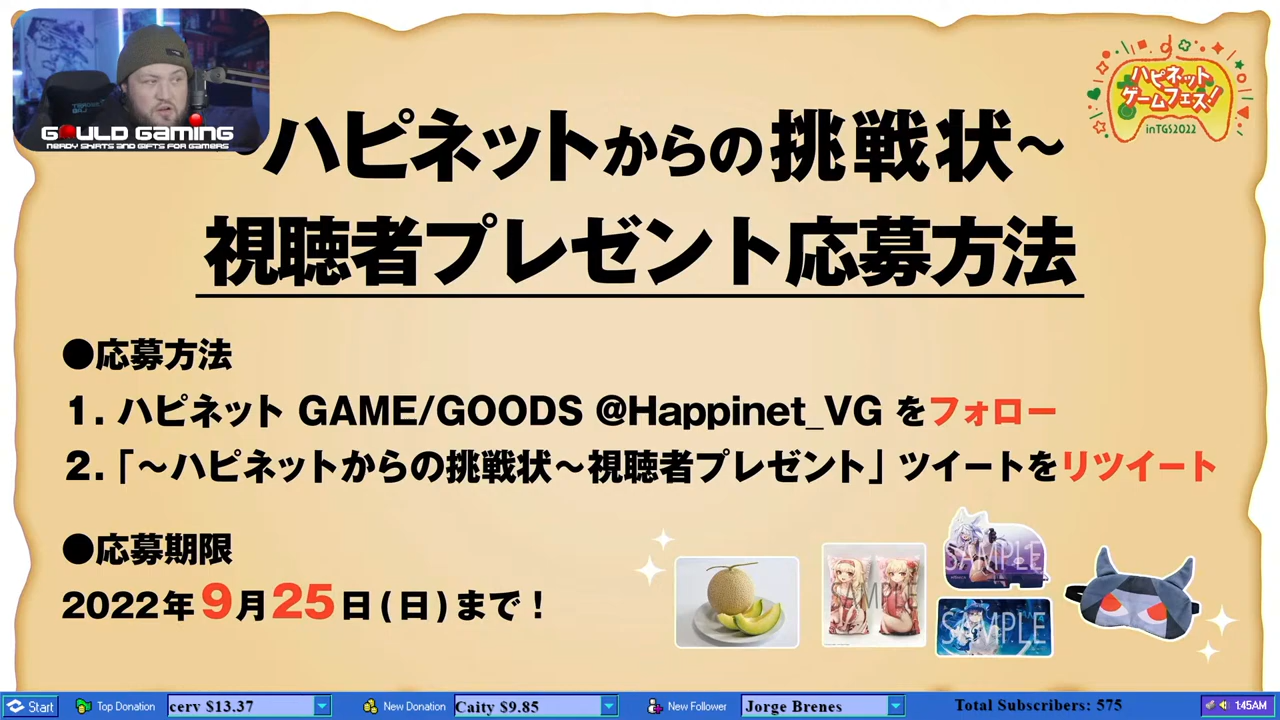 GOULD GAMING
NERDY SHIRTS AND GIFTS FOR GAMERS
ハピネット
ゲームフェス!
inTGS2022
~ハピネットからの挑戦状~
視聴者プレゼント応募方法
●応募方法
1. ハピネット GAME/GOODS @Happinet_VG をフォロー
2.「~ハピネットからの挑戦状~視聴者プレゼント」ツイートをリツイート
●応募期限
2022年9月25日(日)まで!
SAMPLE
SAMPLE
SAMPLE
Start
Top Donation
cerv $13.37
New Donation
Caity $9.85
New Follower
Jorge Brenes
Total Subscribers: 575
1:45AM